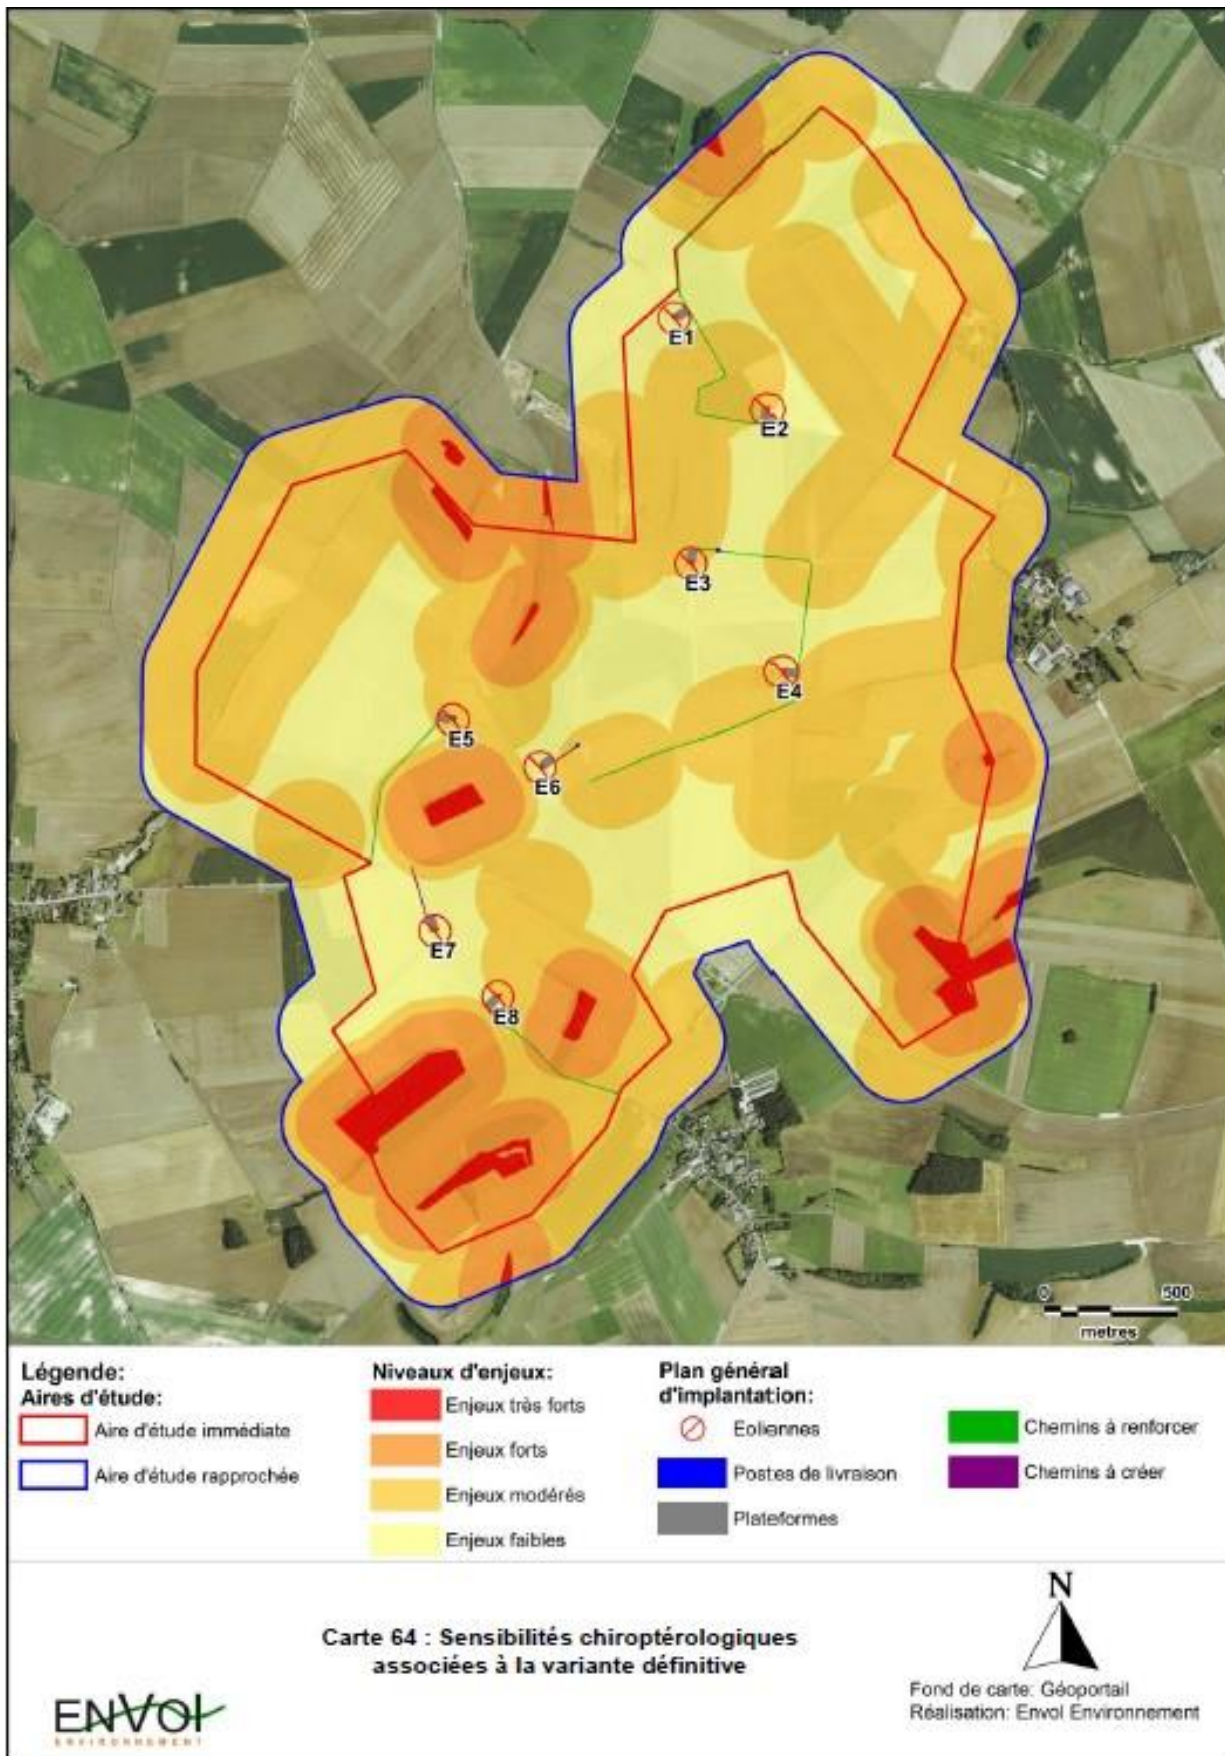 E1
E2
E3
E4
E5
E6
E7
E8
0 500
metres
Légende:
Aires d'étude:
Aire d'étude immédiate
Aire d'étude rapprochée
Niveaux d'enjeux:
Enjeux très forts
Enjeux forts
Enjeux modérés
Enjeux faibles
Plan général
d'implantation:
Eoliennes
Postes de livraison
Plateformes
Chemins à renforcer
Chemins à créer
Carte 64 : Sensibilités chiroptérologiques
associées à la variante définitive
N
Fond de carte: Géoportail
Réalisation: Envol Environnement
ENVOL
ENVIRONNEMENT